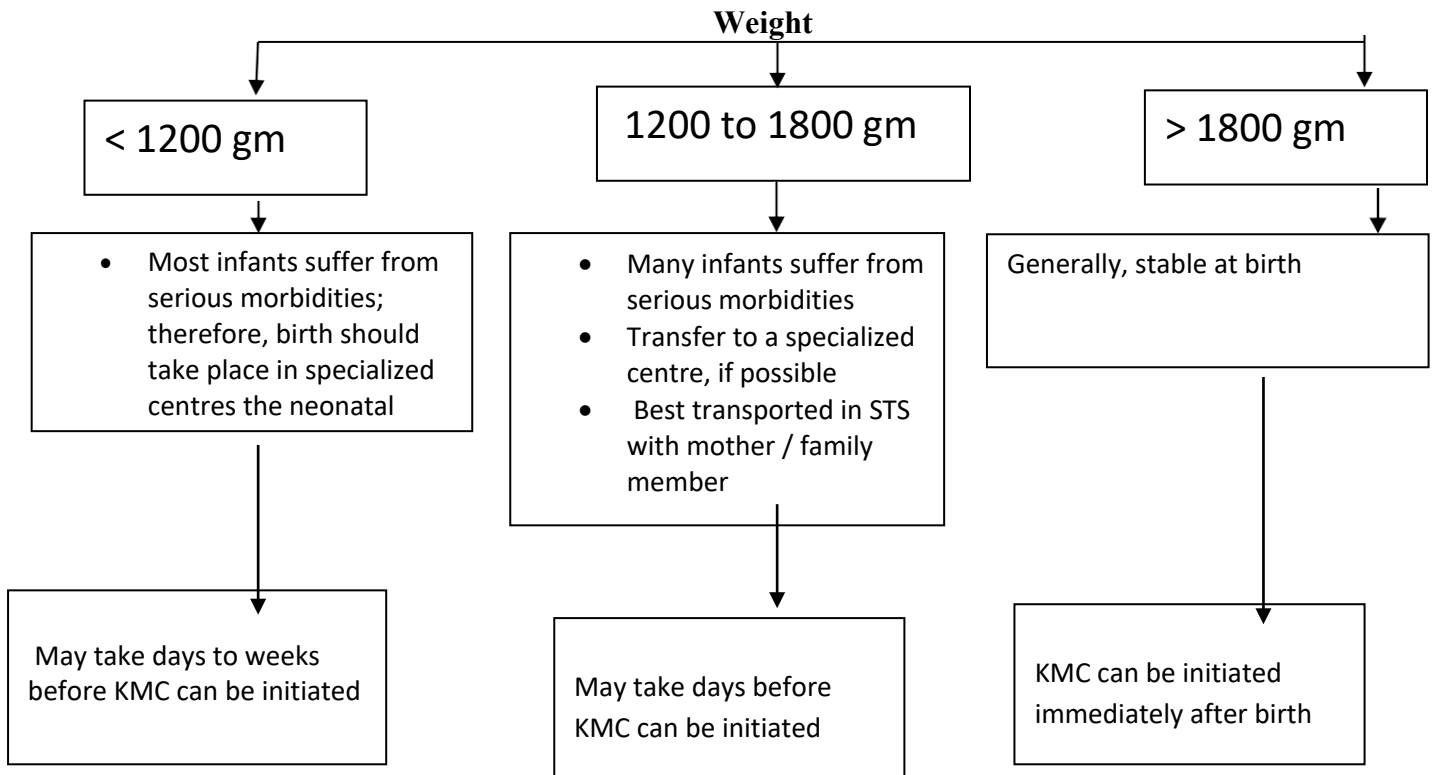 Weight
< 1200 gm
1200 to 1800 gm
> 1800 gm
• Most infants suffer from
serious morbidities;
therefore, birth should
take place in specialized
centres the neonatal
• Many infants suffer from
serious morbidities
• Transfer to a specialized
centre, if possible
• Best transported in STS
with mother / family
member
Generally, stable at birth
May take days to weeks
before KMC can be initiated
May take days before
KMC can be initiated
KMC can be initiated
immediately after birth